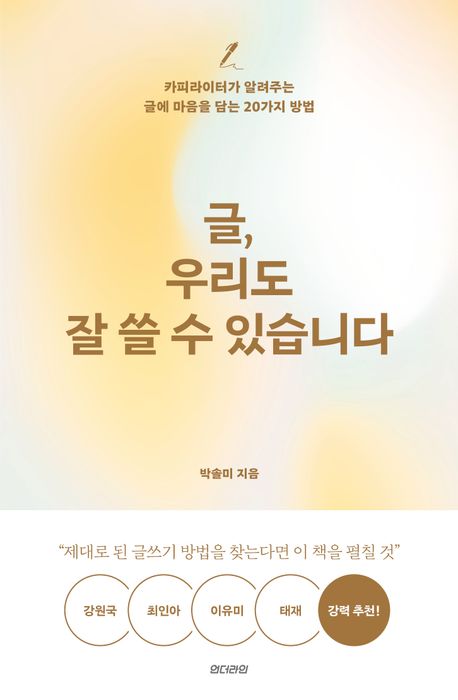 카피라이터가 알려주는
글에 마음을 담는 20가지 방법
글,
우리도
잘 쓸 수 있습니다
박솔미 지음
“제대로 된 글쓰기 방법을 찾는다면 이 책을 펼칠 것”
강원국 최인아 이유미 태재 강력 추천!
언더라인